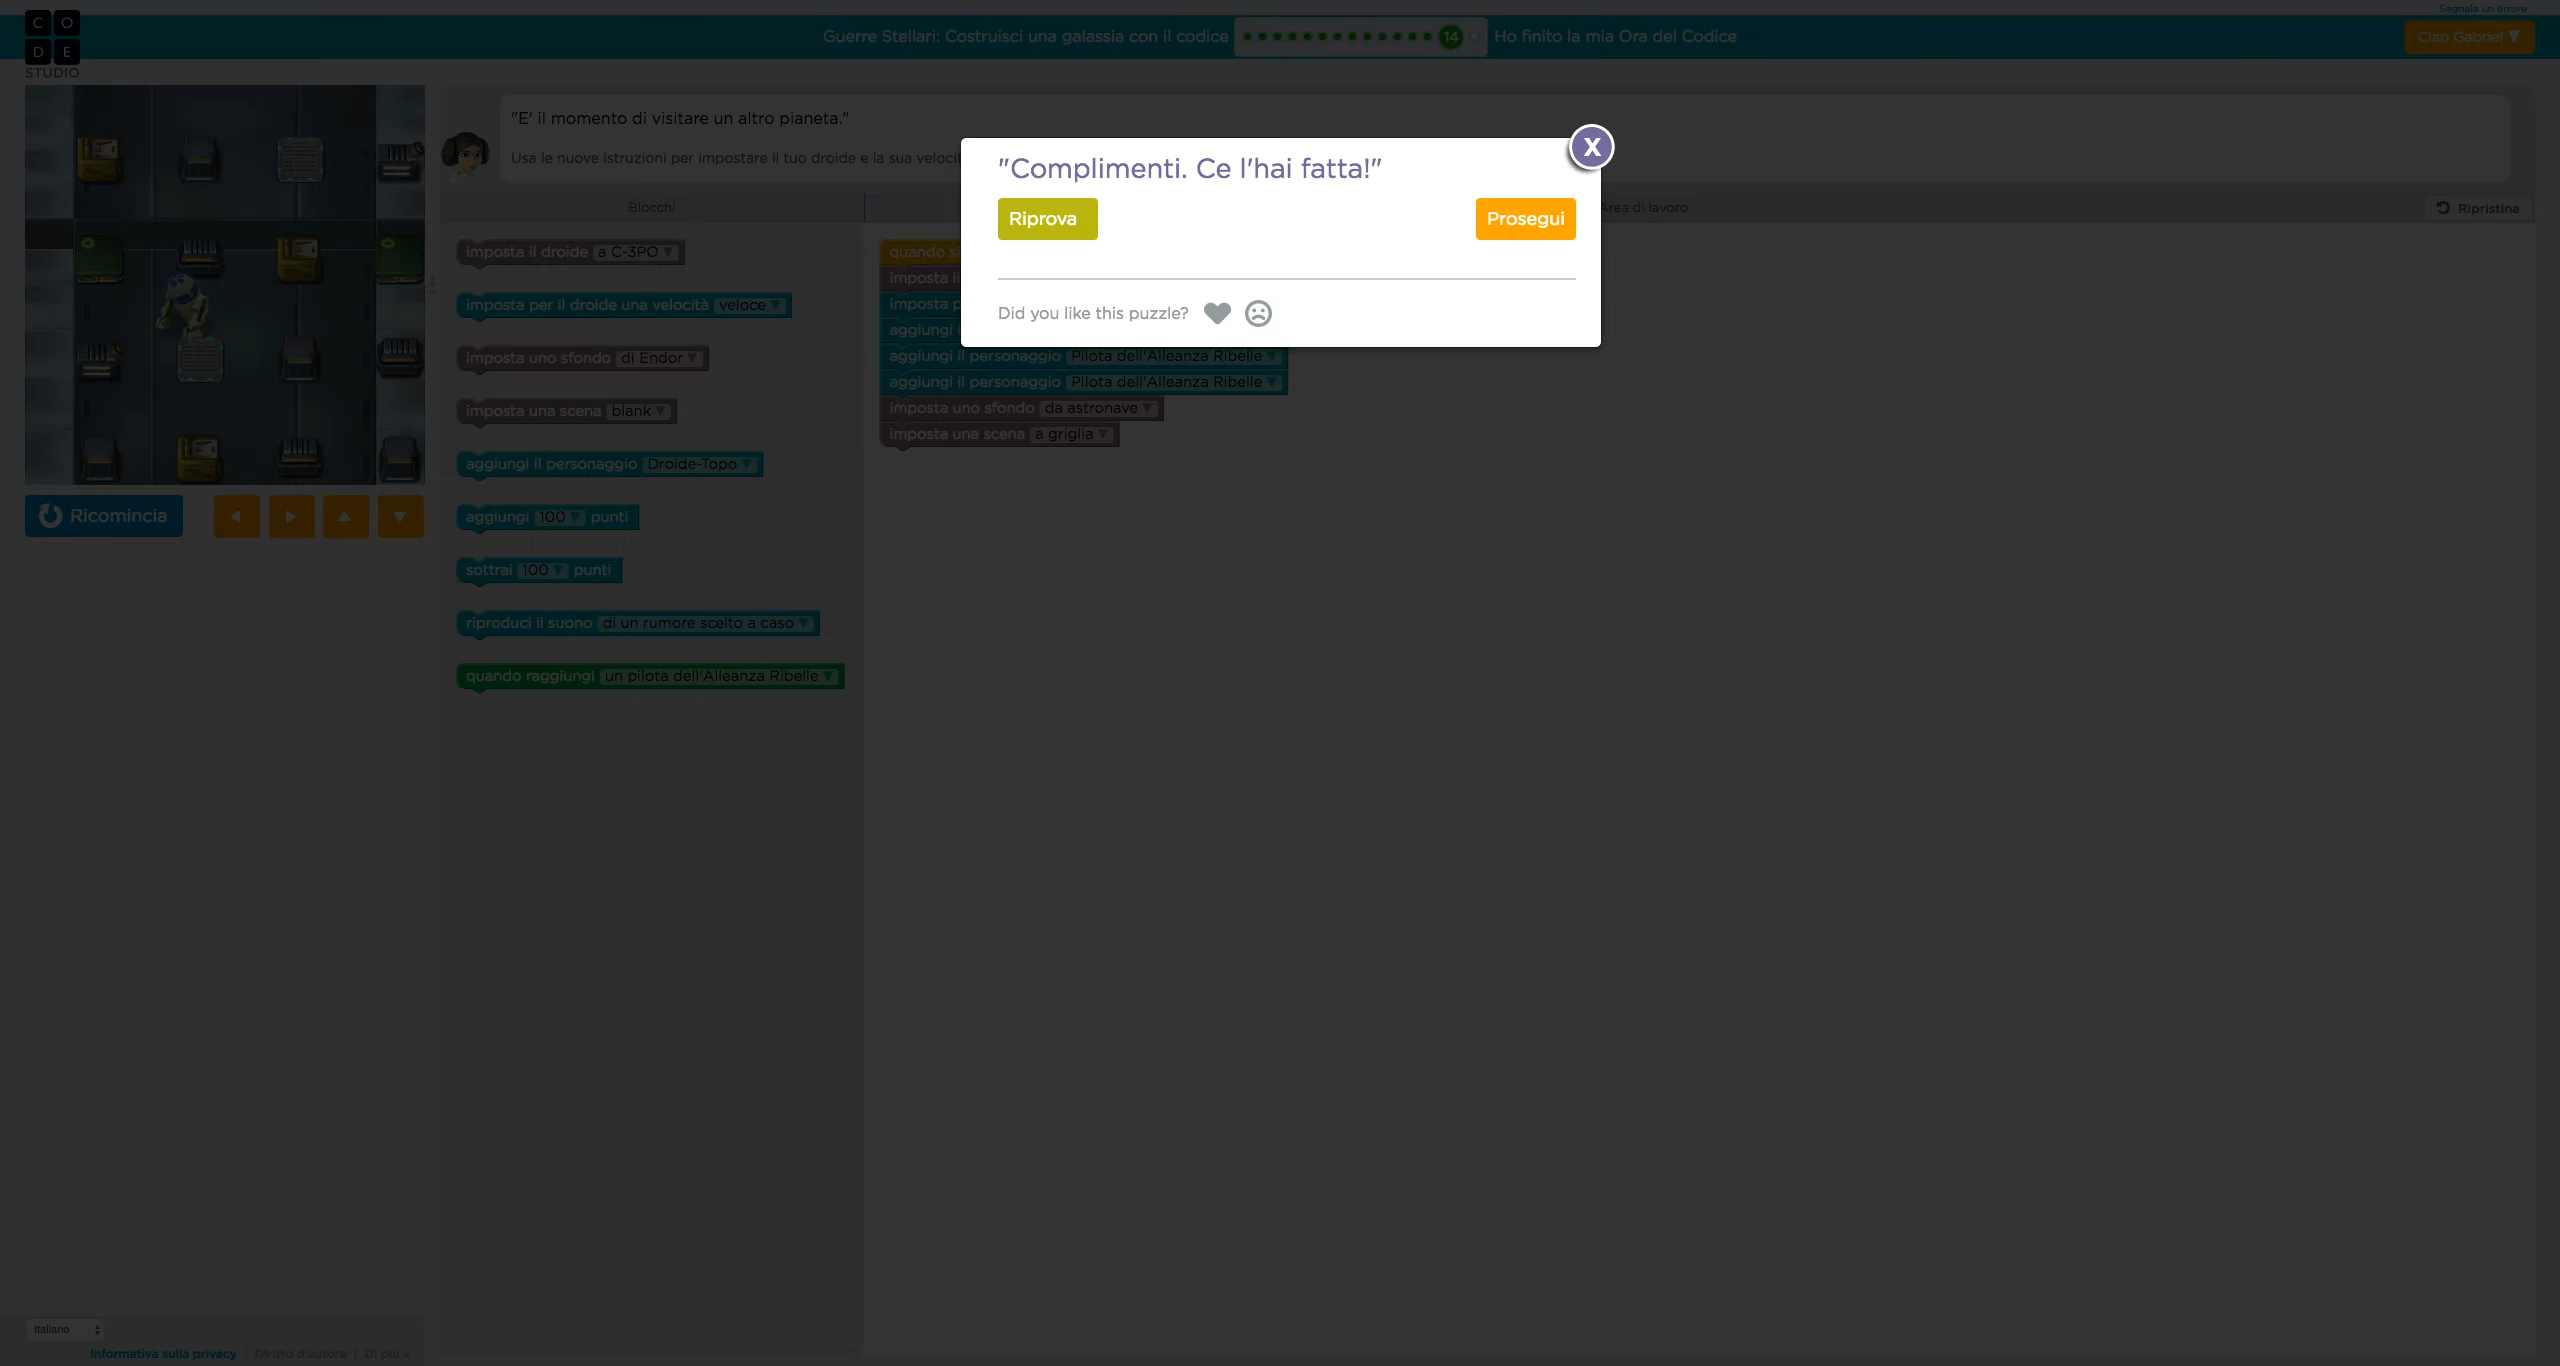 Segnala un errore
C O
D E
STUDIO
Guerre Stellari: Costruisci una galassia con il codice
14
Ho finito la mia Ora del Codice
Ciao Gabriel ▼
"E' il momento di visitare un altro pianeta."
Usa le nuove istruzioni per impostare il tuo droide e la sua
"Complimenti. Ce l'hai fatta!"
X
Riprova
Prosegui
Did you like this puzzle?
Blocchi
Area di lavoro:
Ripristina
imposta il droide a C-3PO ▼
imposta per il droide una velocità veloce ▼
imposta uno sfondo di Endor ▼
imposta una scena blank ▼
aggiungi il personaggio Droide-Topo ▼
aggiungi 100 ▼ punti
sottrai 100 ▼ punti
riproduci il suono di un rumore scelto a caso ▼
quando raggiungi un pilota dell'Alleanza Ribelle ▼
quando
imposta
imposta
aggiungi
aggiungi il personaggio Pilota dell'Alleanza Ribelle ▼
aggiungi il personaggio Pilota dell'Alleanza Ribelle ▼
imposta uno sfondo da astronave ▼
imposta una scena a griglia ▼
Ricomincia
Italiano
Informativa sulla privacy | Diritto d'autore | Di più